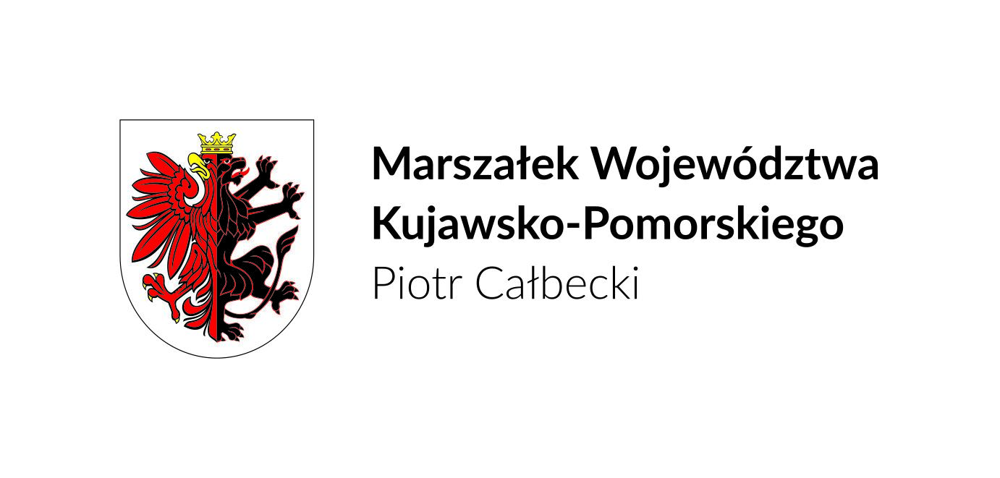 Marszałek Województwa
Kujawsko-Pomorskiego
Piotr Całbecki